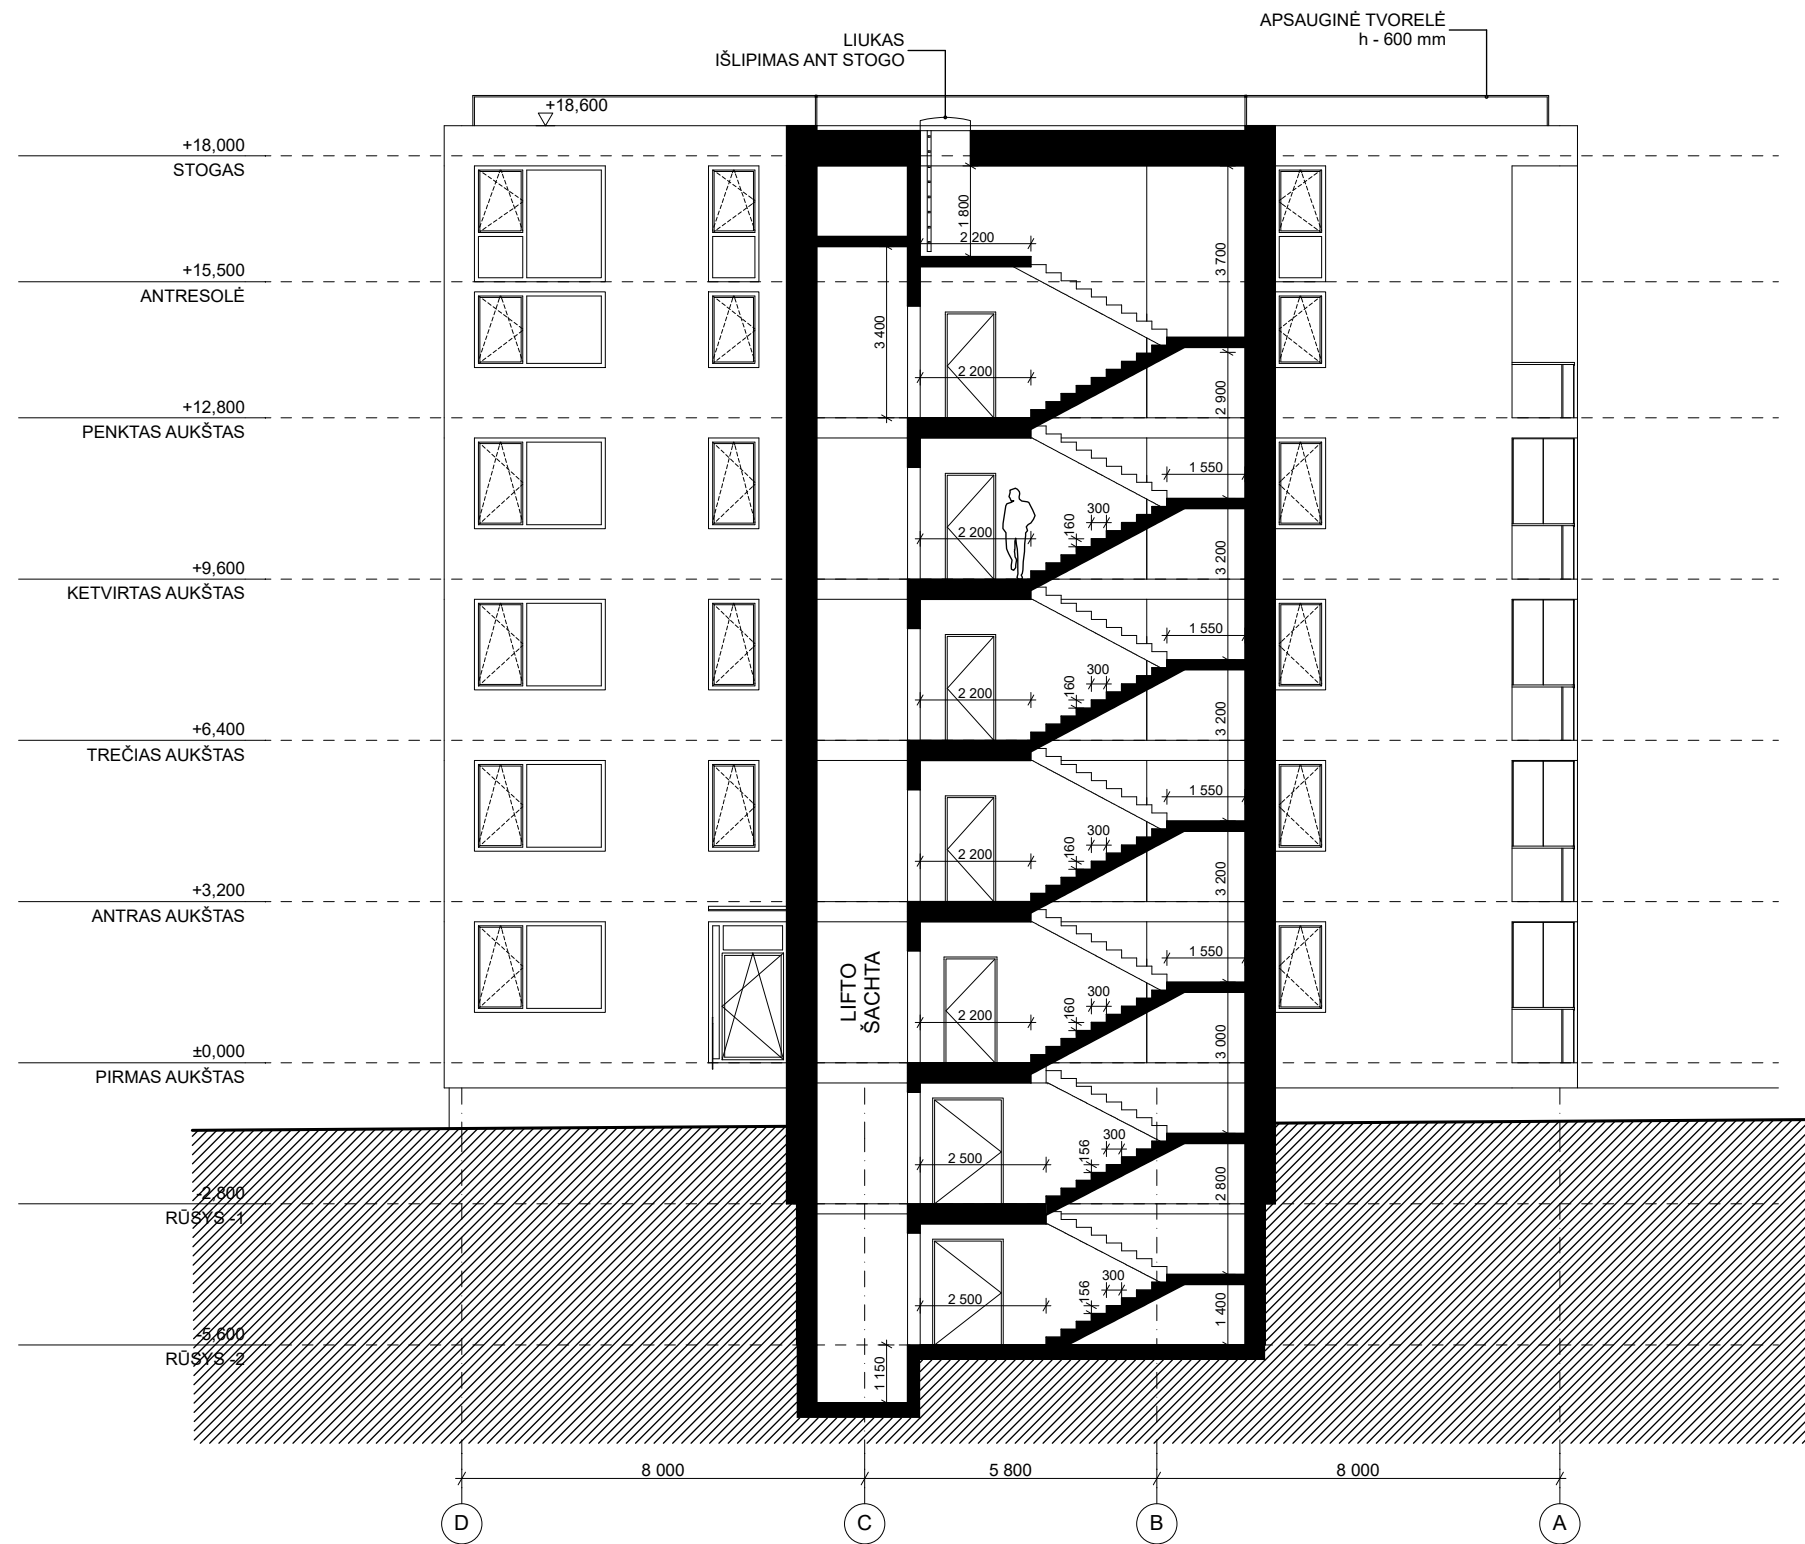 APSAUGINĖ TVORELĖ
h - 600 mm
LIUKAS
IŠLIPIMAS ANT STOGO
+18,600
+18,000
STOGAS
1 800
2 200
3 700
+15,500
ANTRESOLĖ
3 400
2 200
2 900
+12,800
PENKTAS AUKŠTAS
1 550
300
160
2 200
3 200
+9,600
KETVIRTAS AUKŠTAS
1 550
300
160
2 200
3 200
+6,400
TREČIAS AUKŠTAS
1 550
300
160
2 200
3 200
+3,200
ANTRAS AUKŠTAS
LIFTO
ŠACHTA
1 550
300
160
2 200
3 000
±0,000
PIRMAS AUKŠTAS
300
156
2 500
2 800
-2,800
RŪSYS -1
300
156
2 500
1 400
-5,600
RŪSYS -2
1 150
8 000
5 800
8 000
D
C
B
A